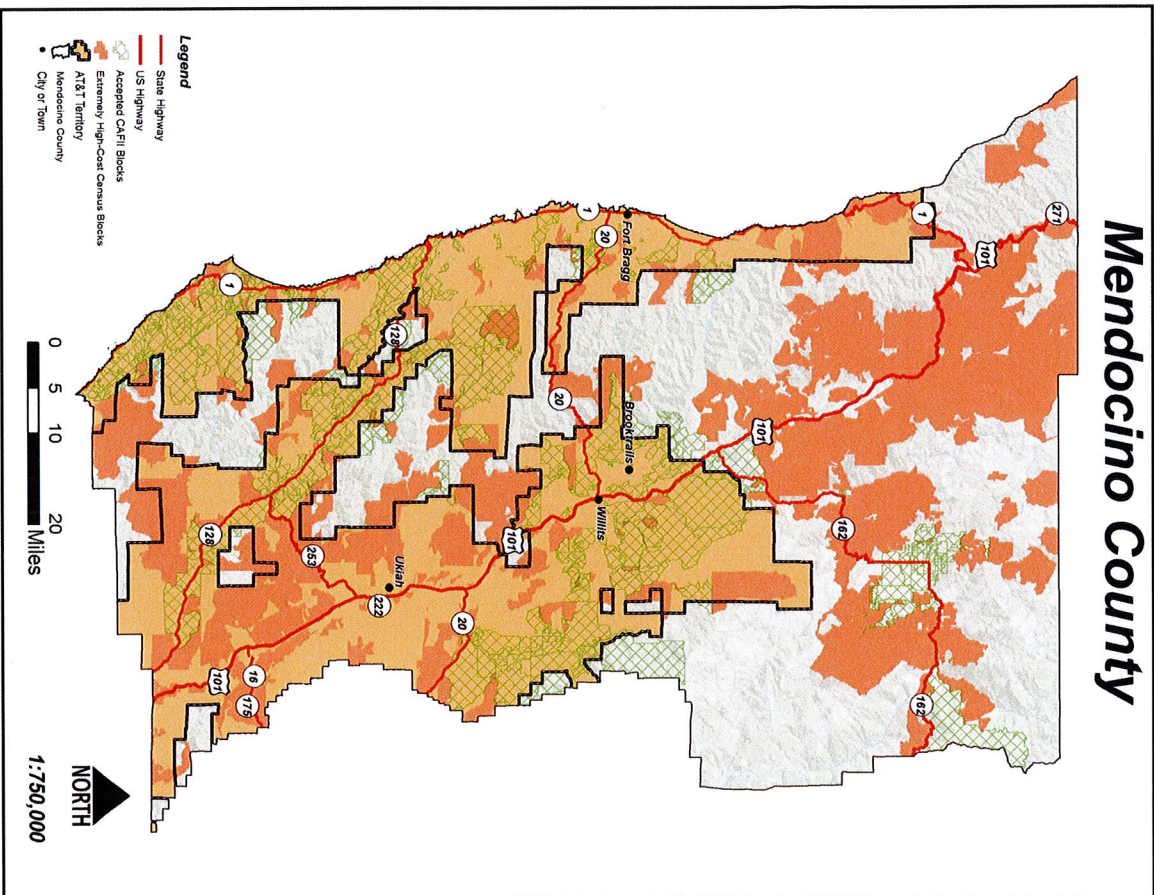 Mendocino County
271
101
1
162
162
101
Fort Bragg
1
20
Brooktrails
20
Willits
101
128
Ukiah
20
222
253
1
128
101
16
175
Legend
State Highway
US Highway
Accepted CAFII Blocks
Extremely High-Cost Census Blocks
AT&T Territory
Mendocino County
City or Town
0 5 10 20
Miles
NORTH
1:750,000